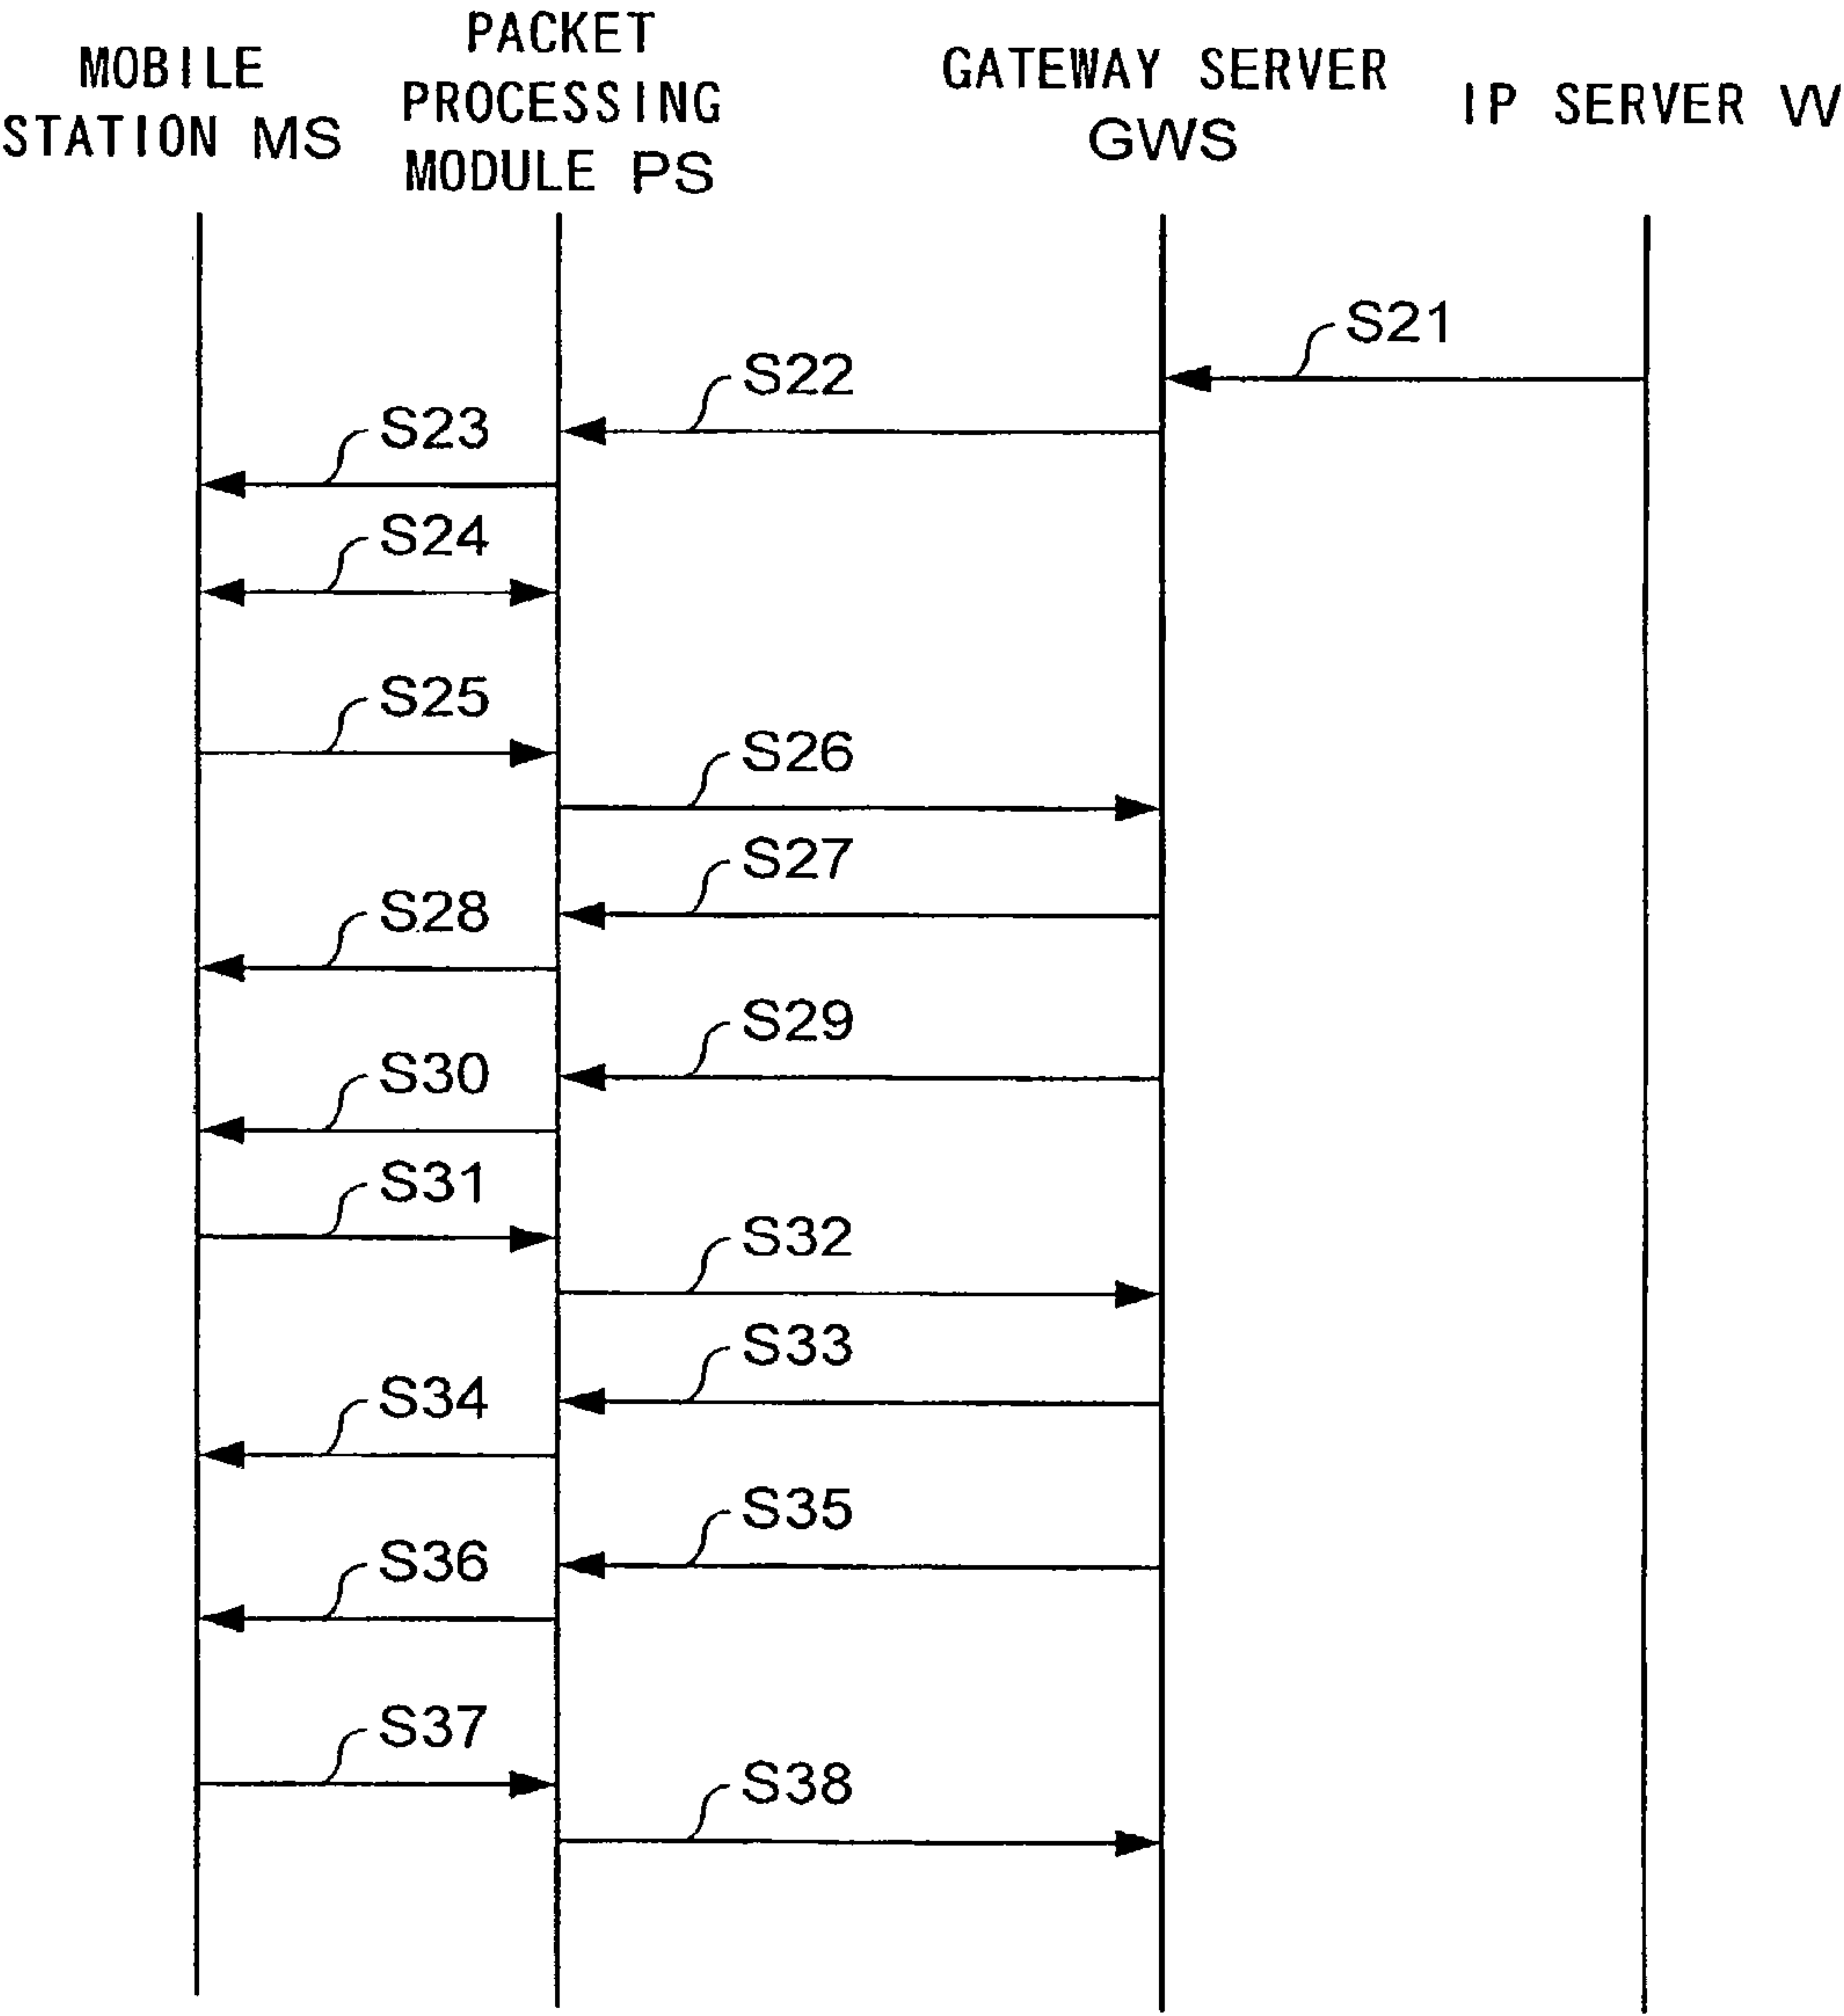 MOBILE
STATION MS
PACKET
PROCESSING
MODULE PS
GATEWAY SERVER
GWS
IP SERVER W
S21
S22
S23
S24
S25
S26
S27
S28
S29
S30
S31
S32
S33
S34
S35
S36
S37
S38